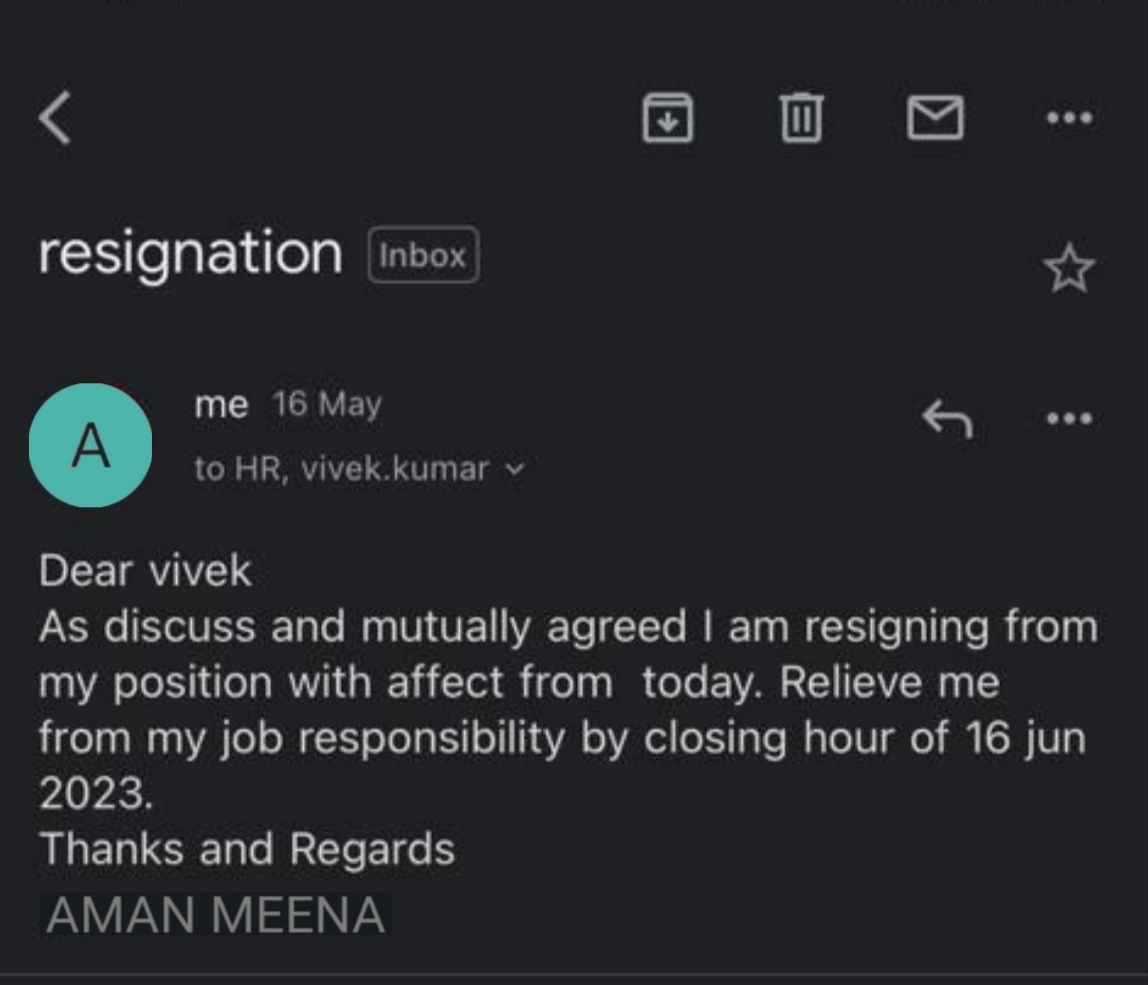 resignation Inbox
A
me 16 May
to HR, vivek.kumar
Dear vivek
As discuss and mutually agreed I am resigning from
my position with affect from  today. Relieve me
from my job responsibility by closing hour of 16 jun
2023.
Thanks and Regards
AMAN MEENA